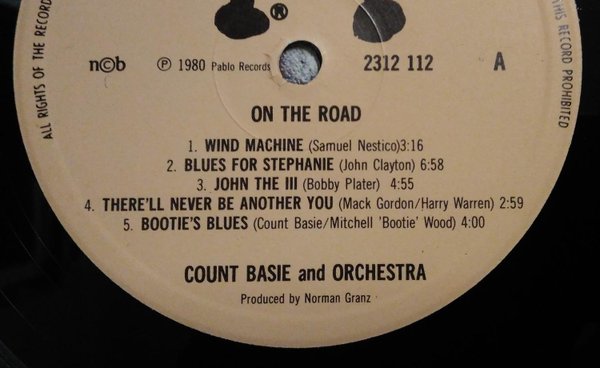 ALL RIGHTS OF THE RECORD
THIS RECORD PROHIBITED
®
n©b
℗ 1980 Pablo Records
2312 112
A
ON THE ROAD
1. WIND MACHINE (Samuel Nestico)3:16
2. BLUES FOR STEPHANIE (John Clayton) 6:58
3. JOHN THE III (Bobby Plater) 4:55
4. THERE'LL NEVER BE ANOTHER YOU (Mack Gordon/Harry Warren) 2:59
5. BOOTIE'S BLUES (Count Basie/Mitchell 'Bootie' Wood) 4:00
COUNT BASIE and ORCHESTRA
Produced by Norman Granz